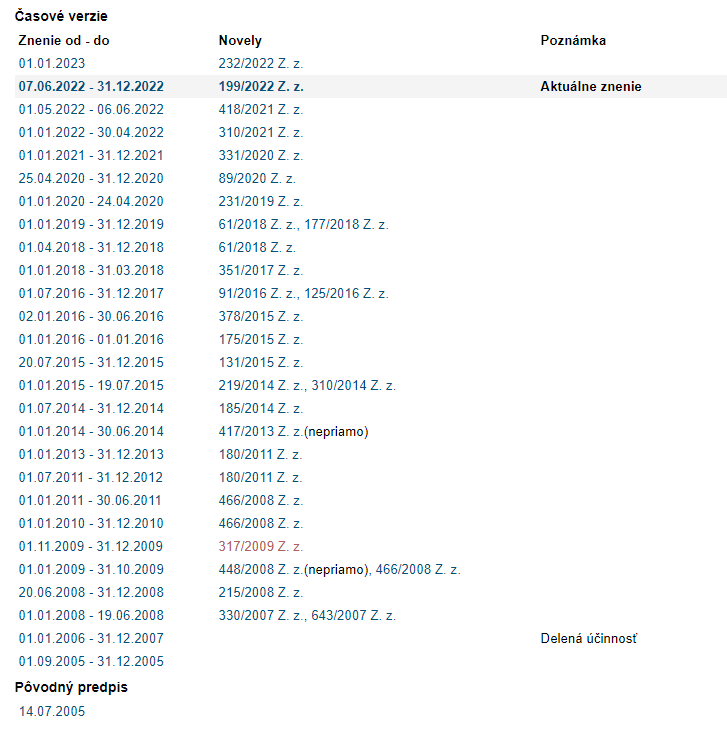 Časové verzie
Znenie od - do Novely Poznámka
01.01.2023 232/2022 Z. z.
07.06.2022 - 31.12.2022 199/2022 Z. z. Aktuálne znenie
01.05.2022 - 06.06.2022 418/2021 Z. z.
01.01.2022 - 30.04.2022 310/2021 Z. z.
01.01.2021 - 31.12.2021 331/2020 Z. z.
25.04.2020 - 31.12.2020 89/2020 Z. z.
01.01.2020 - 24.04.2020 231/2019 Z. z.
01.01.2019 - 31.12.2019 61/2018 Z. z., 177/2018 Z. z.
01.04.2018 - 31.12.2018 61/2018 Z. z.
01.01.2018 - 31.03.2018 351/2017 Z. z.
01.07.2016 - 31.12.2017 91/2016 Z. z., 125/2016 Z. z.
02.01.2016 - 30.06.2016 378/2015 Z. z.
01.01.2016 - 01.01.2016 175/2015 Z. z.
20.07.2015 - 31.12.2015 131/2015 Z. z.
01.01.2015 - 19.07.2015 219/2014 Z. z., 310/2014 Z. z.
01.07.2014 - 31.12.2014 185/2014 Z. z.
01.01.2014 - 30.06.2014 417/2013 Z. z.(nepriamo)
01.01.2013 - 31.12.2013 180/2011 Z. z.
01.07.2011 - 31.12.2012 180/2011 Z. z.
01.01.2011 - 30.06.2011 466/2008 Z. z.
01.01.2010 - 31.12.2010 466/2008 Z. z.
01.11.2009 - 31.12.2009 317/2009 Z. z.
01.01.2009 - 31.10.2009 448/2008 Z. z.(nepriamo), 466/2008 Z. z.
20.06.2008 - 31.12.2008 215/2008 Z. z.
01.01.2008 - 19.06.2008 330/2007 Z. z., 643/2007 Z. z.
01.01.2006 - 31.12.2007 Delená účinnosť
01.09.2005 - 31.12.2005
Pôvodný predpis
14.07.2005